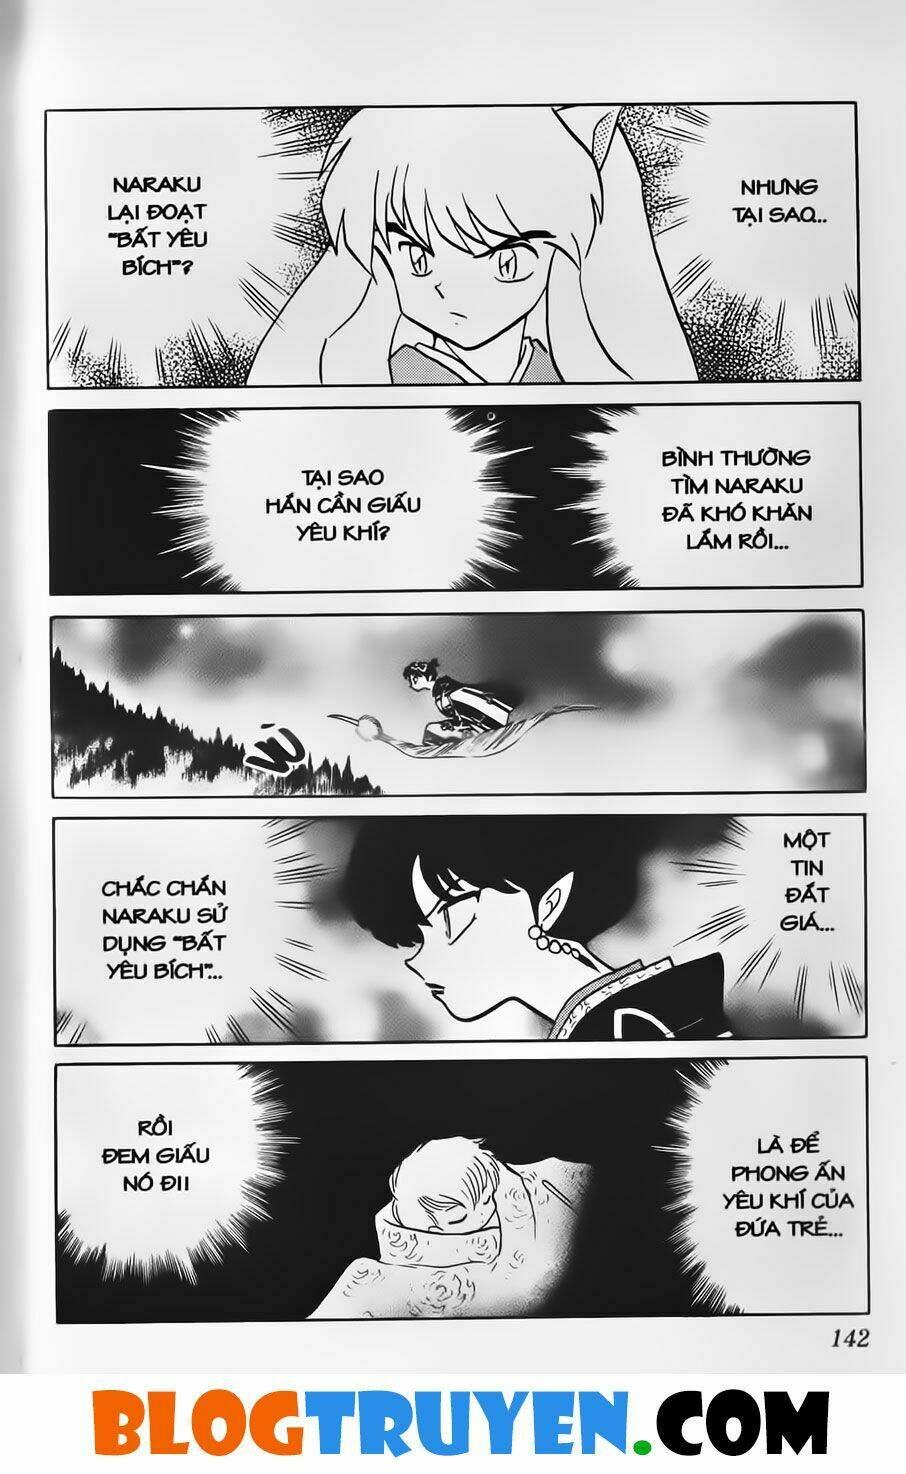 NHƯNG
TẠI SAO...
NARAKU
LẠI ĐOẠT
"BẤT YÊU
BÍCH"?
BÌNH THƯỜNG
TÌM NARAKU
ĐÃ KHÓ KHĂN
LẮM RỒI...
TẠI SAO
HẮN CẦN GIẤU
YÊU KHÍ?
VÙ
MỘT
TIN
ĐẮT
GIÁ...
CHẮC CHẮN
NARAKU SỬ
DỤNG "BẤT
YÊU BÍCH"...
LÀ ĐỂ
PHONG ẤN
YÊU KHÍ CỦA
ĐỨA TRẺ...
RỒI
ĐEM GIẤU
NÓ ĐI!
142
BLOGTRUYEN.COM